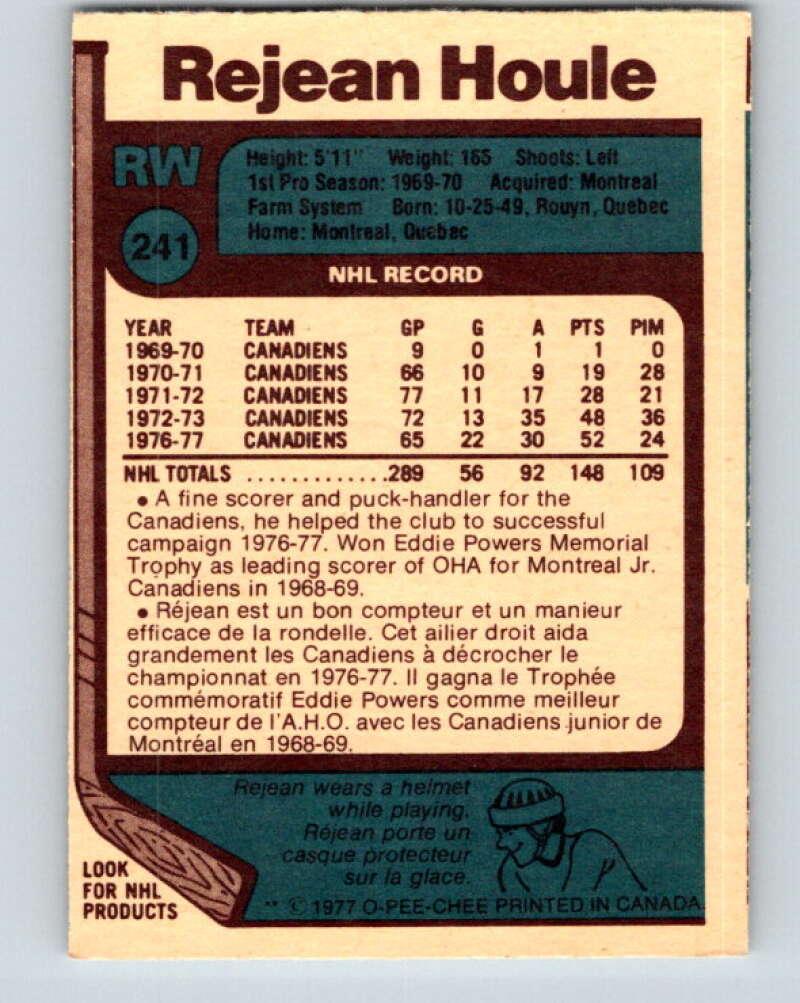 Rejean Houle
RW
241
Height: 5'11" Weight: 165 Shoots: Left
1st Pro Season: 1969-70 Acquired: Montreal
Farm System Born: 10-25-49, Rouyn, Quebec
Home: Montreal, Quebec
NHL RECORD
YEAR TEAM GP G A PTS PIM
1969-70 CANADIENS 9 0 1 1 0
1970-71 CANADIENS 66 10 9 19 28
1971-72 CANADIENS 77 11 17 28 21
1972-73 CANADIENS 72 13 35 48 36
1976-77 CANADIENS 65 22 30 52 24
NHL TOTALS .............289 56 92 148 109
• A fine scorer and puck-handler for the
Canadiens, he helped the club to successful
campaign 1976-77. Won Eddie Powers Memorial
Trophy as leading scorer of OHA for Montreal Jr.
Canadiens in 1968-69.
• Réjean est un bon compteur et un manieur
efficace de la rondelle. Cet ailier droit aida
grandement les Canadiens à décrocher le
championnat en 1976-77. Il gagna le Trophée
commémoratif Eddie Powers comme meilleur
compteur de l'A.H.O. avec les Canadiens junior de
Montréal en 1968-69.
Rejean wears a helmet
while playing.
Réjean porte un
casque protecteur
sur la glace.
LOOK
FOR NHL
PRODUCTS
** © 1977 O-PEE-CHEE PRINTED IN CANADA